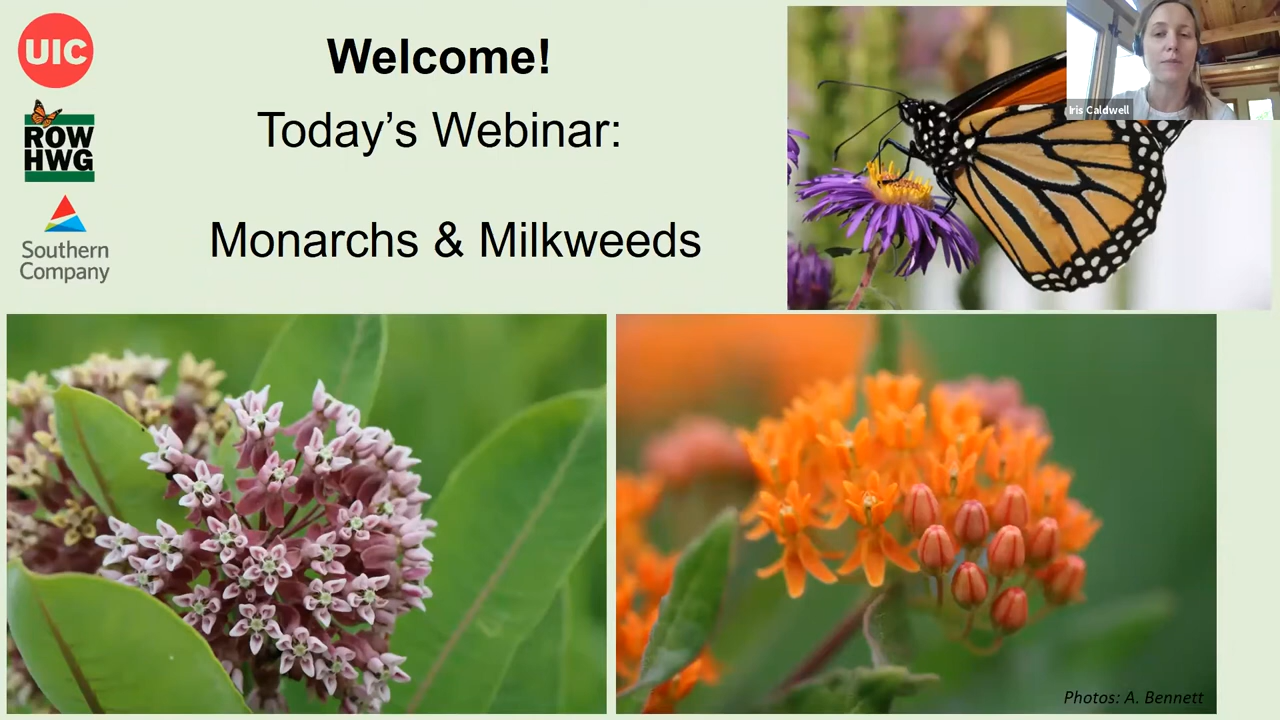 UIC
ROW
HWG
Southern
Company
Welcome!
Today’s Webinar:
Monarchs & Milkweeds
Iris Caldwell
Photos: A. Bennett